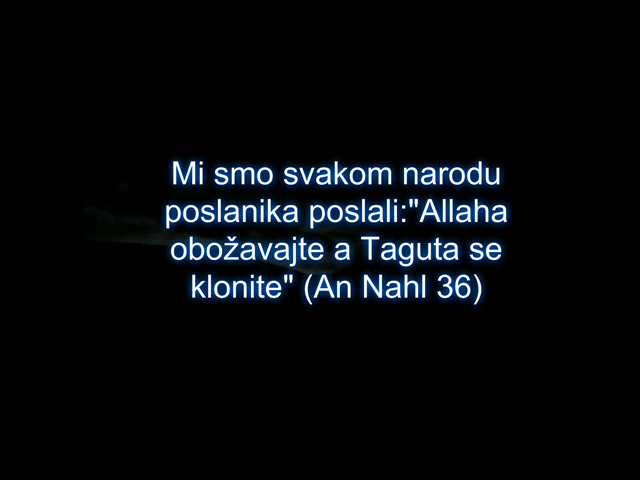 Mi smo svakom narodu
poslanika poslali:"Allaha
obožavajte a Taguta se
klonite" (An Nahl 36)